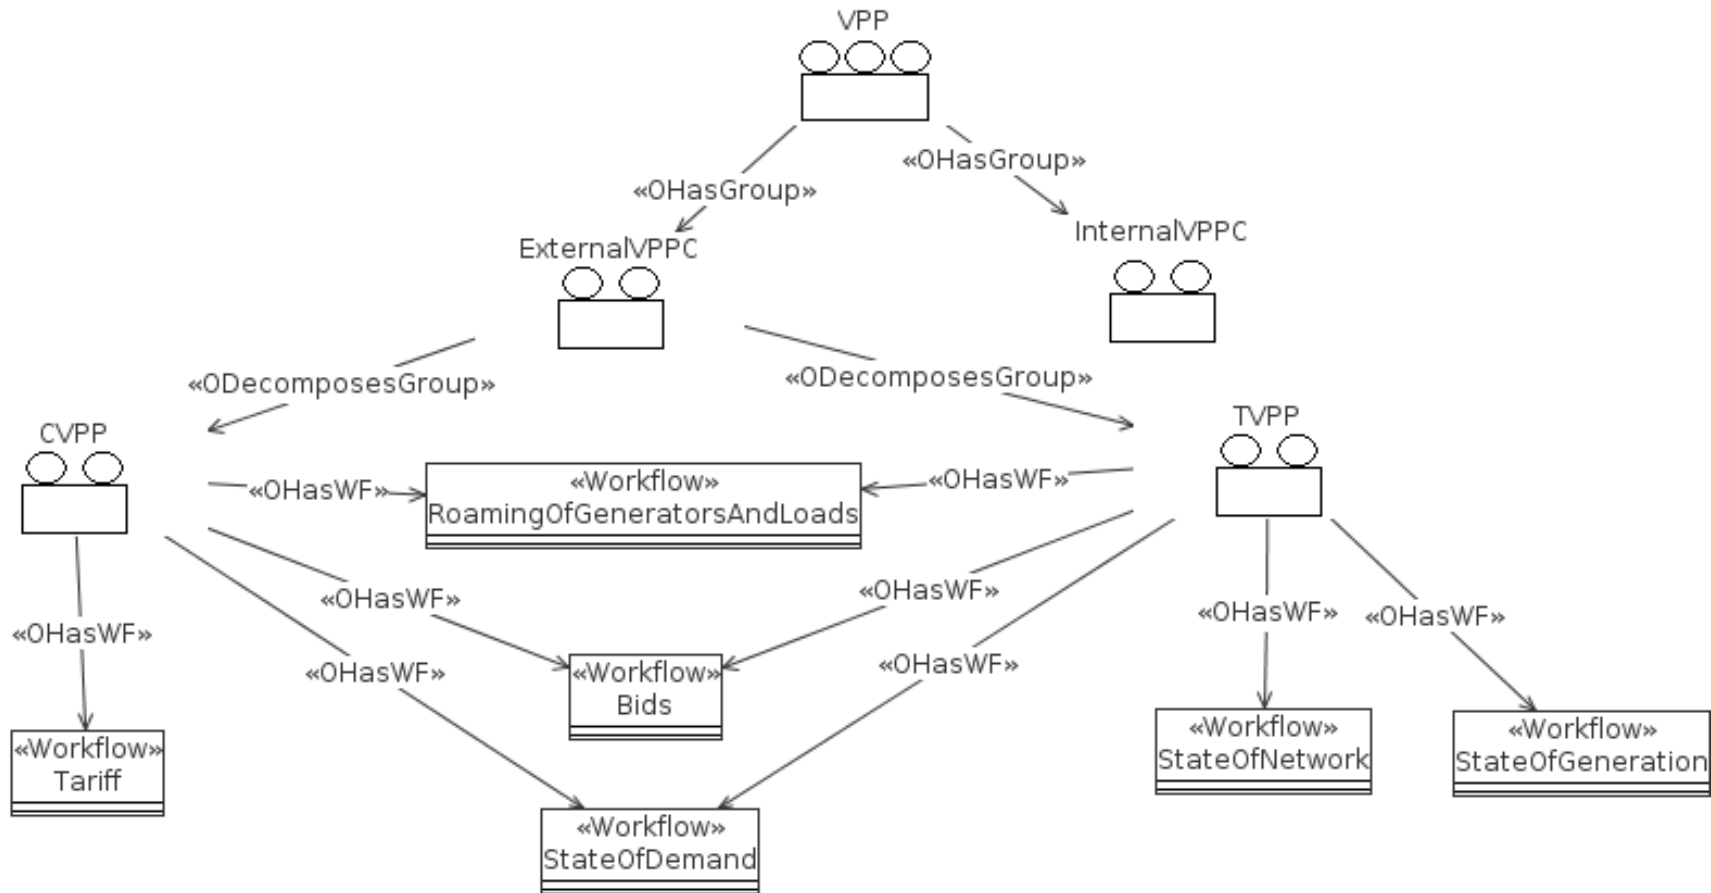 VPP
«OHasGroup»
«OHasGroup»
ExternalVPPC
InternalVPPC
«ODecomposesGroup»
«ODecomposesGroup»
CVPP
TVPP
«OHasWF»
«Workflow»
RoamingOfGeneratorsAndLoads
«OHasWF»
«OHasWF»
«OHasWF»
«OHasWF»
«OHasWF»
«OHasWF»
«OHasWF»
«OHasWF»
«Workflow»
Bids
«Workflow»
Tariff
«Workflow»
StateOfNetwork
«Workflow»
StateOfGeneration
«Workflow»
StateOfDemand